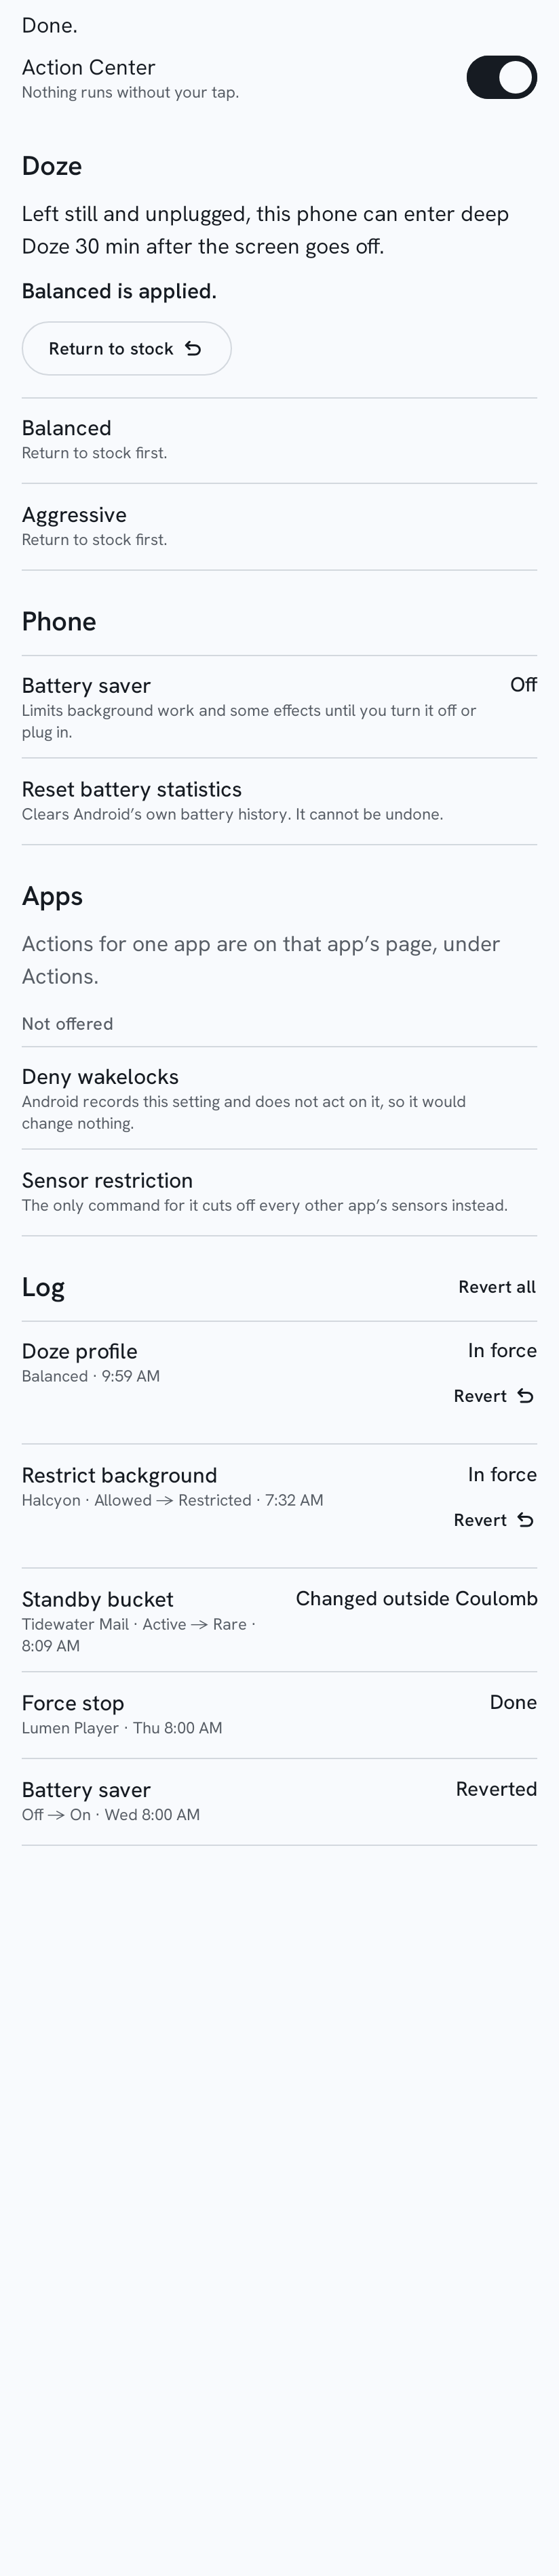 Done.
Action Center
Nothing runs without your tap.
Doze
Left still and unplugged, this phone can enter deep
Doze 30 min after the screen goes off.
Balanced is applied.
Return to stock
Balanced
Return to stock first.
Aggressive
Return to stock first.
Phone
Battery saver
Off
Limits background work and some effects until you turn it off or
plug in.
Reset battery statistics
Clears Android’s own battery history. It cannot be undone.
Apps
Actions for one app are on that app’s page, under
Actions.
Not offered
Deny wakelocks
Android records this setting and does not act on it, so it would
change nothing.
Sensor restriction
The only command for it cuts off every other app’s sensors instead.
Log
Revert all
Doze profile
In force
Balanced · 9:59 AM
Revert
Restrict background
In force
Halcyon · Allowed → Restricted · 7:32 AM
Revert
Standby bucket
Changed outside Coulomb
Tidewater Mail · Active → Rare ·
8:09 AM
Force stop
Done
Lumen Player · Thu 8:00 AM
Battery saver
Reverted
Off → On · Wed 8:00 AM